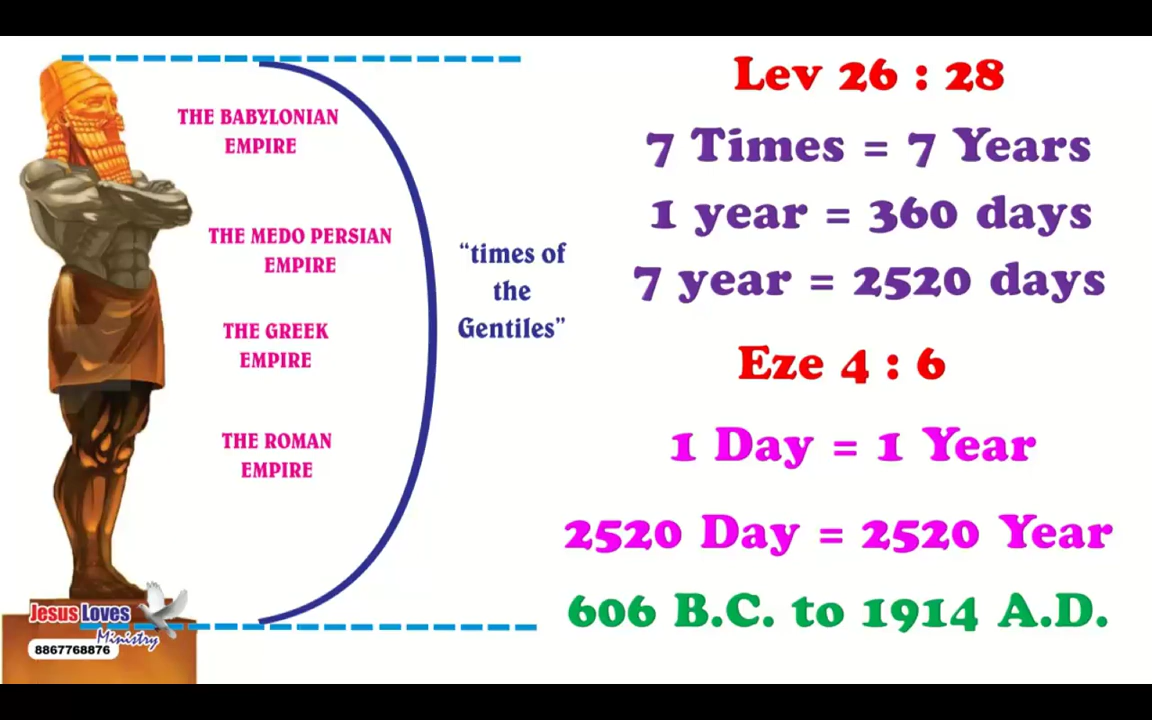 THE BABYLONIAN
EMPIRE
THE MEDO PERSIAN
EMPIRE
THE GREEK
EMPIRE
THE ROMAN
EMPIRE
“times of
the
Gentiles”
Lev 26 : 28
7 Times = 7 Years
1 year = 360 days
7 year = 2520 days
Eze 4 : 6
1 Day = 1 Year
2520 Day = 2520 Year
606 B.C. to 1914 A.D.
Jesus Loves
Ministry
8867768876